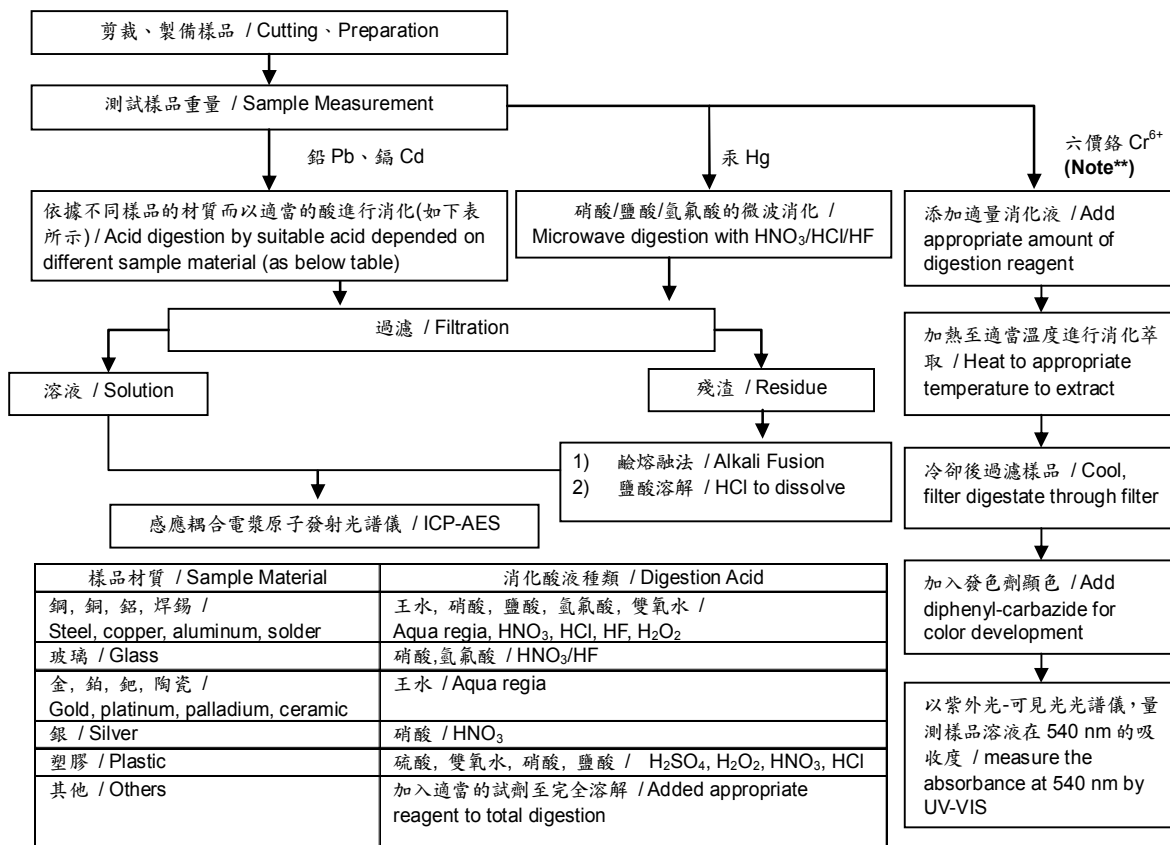 剪裁、製備樣品 / Cutting、Preparation
測試樣品重量 / Sample Measurement
鉛 Pb、鎘 Cd
汞 Hg
六價鉻 Cr⁶⁺
(Note**)
依據不同樣品的材質而以適當的酸進行消化(如下表
所示) / Acid digestion by suitable acid depended on
different sample material (as below table)
硝酸/鹽酸/氫氟酸的微波消化 /
Microwave digestion with HNO₃/HCl/HF
添加適量消化液 / Add
appropriate amount of
digestion reagent
過濾 / Filtration
加熱至適當溫度進行消化萃
取 / Heat to appropriate
temperature to extract
溶液 / Solution
殘渣 / Residue
1) 鹼熔融法 / Alkali Fusion
2) 鹽酸溶解 / HCl to dissolve
冷卻後過濾樣品 / Cool,
filter digestate through filter
感應耦合電漿原子發射光譜儀 / ICP-AES
加入發色劑顯色 / Add
diphenyl-carbazide for
color development
以紫外光-可見光光譜儀，量
測樣品溶液在 540 nm 的吸
收度 / measure the
absorbance at 540 nm by
UV-VIS
樣品材質 / Sample Material 消化酸液種類 / Digestion Acid
鋼, 銅, 鋁, 焊錫 / 王水, 硝酸, 鹽酸, 氫氟酸, 雙氧水 /
Steel, copper, aluminum, solder Aqua regia, HNO₃, HCl, HF, H₂O₂
玻璃 / Glass 硝酸,氫氟酸 / HNO₃/HF
金, 鉑, 鈀, 陶瓷 / 王水 / Aqua regia
Gold, platinum, palladium, ceramic
銀 / Silver 硝酸 / HNO₃
塑膠 / Plastic 硫酸, 雙氧水, 硝酸, 鹽酸 / H₂SO₄, H₂O₂, HNO₃, HCl
其他 / Others 加入適當的試劑至完全溶解 / Added appropriate
reagent to total digestion